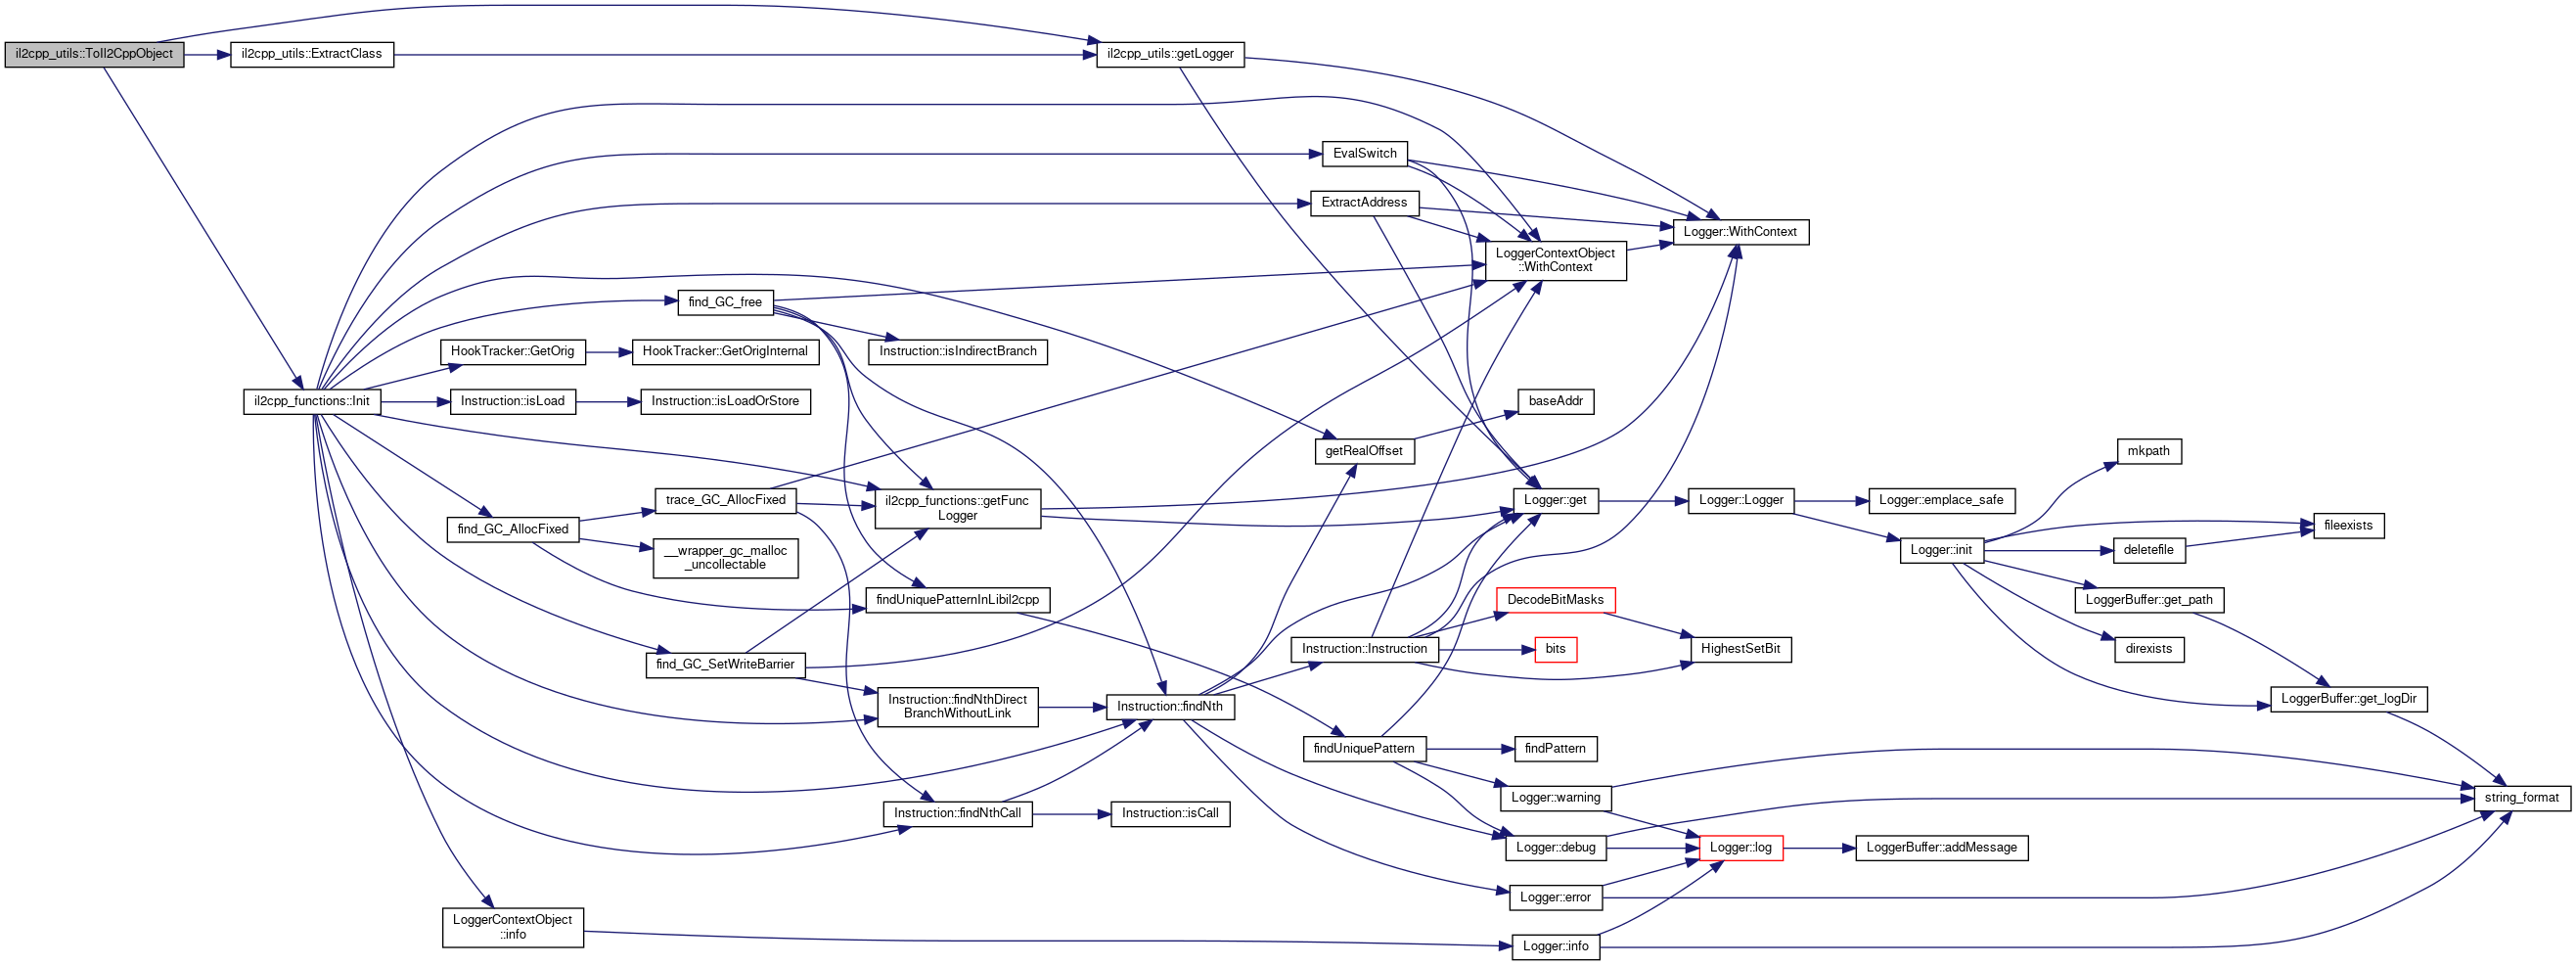 il2cpp_utils::ToIl2CppObject
il2cpp_utils::ExtractClass
il2cpp_utils::getLogger
EvalSwitch
ExtractAddress
Logger::WithContext
LoggerContextObject
::WithContext
find_GC_free
HookTracker::GetOrig
HookTracker::GetOrigInternal
Instruction::isIndirectBranch
il2cpp_functions::Init
Instruction::isLoad
Instruction::isLoadOrStore
baseAddr
getRealOffset
mkpath
trace_GC_AllocFixed
il2cpp_functions::getFunc
Logger
Logger::get
Logger::Logger
Logger::emplace_safe
find_GC_AllocFixed
fileexists
__wrapper_gc_malloc
_uncollectable
Logger::init
deletefile
findUniquePatternInLibil2cpp
DecodeBitMasks
LoggerBuffer::get_path
find_GC_SetWriteBarrier
Instruction::Instruction
bits
HighestSetBit
direxists
Instruction::findNthDirect
BranchWithoutLink
Instruction::findNth
LoggerBuffer::get_logDir
findUniquePattern
findPattern
Logger::warning
string_format
Instruction::findNthCall
Instruction::isCall
Logger::debug
Logger::log
LoggerBuffer::addMessage
Logger::error
LoggerContextObject
::info
Logger::info